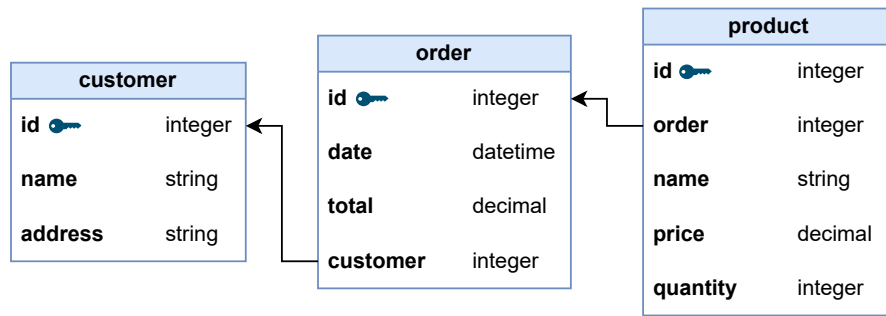 customer
id integer
name string
address string
order
id integer
date datetime
total decimal
customer integer
product
id integer
order integer
name string
price decimal
quantity integer